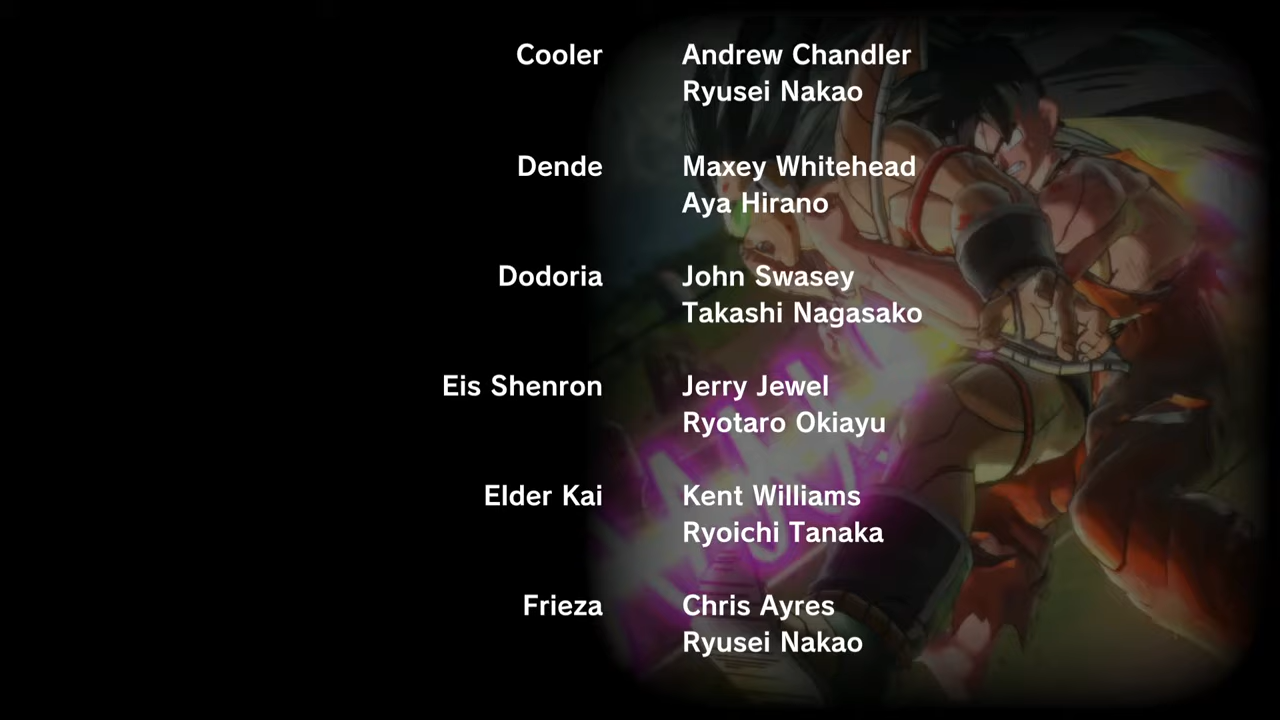 Cooler Andrew Chandler
Ryusei Nakao
Dende Maxey Whitehead
Aya Hirano
Dodoria John Swasey
Takashi Nagasako
Eis Shenron Jerry Jewel
Ryotaro Okiayu
Elder Kai Kent Williams
Ryoichi Tanaka
Frieza Chris Ayres
Ryusei Nakao